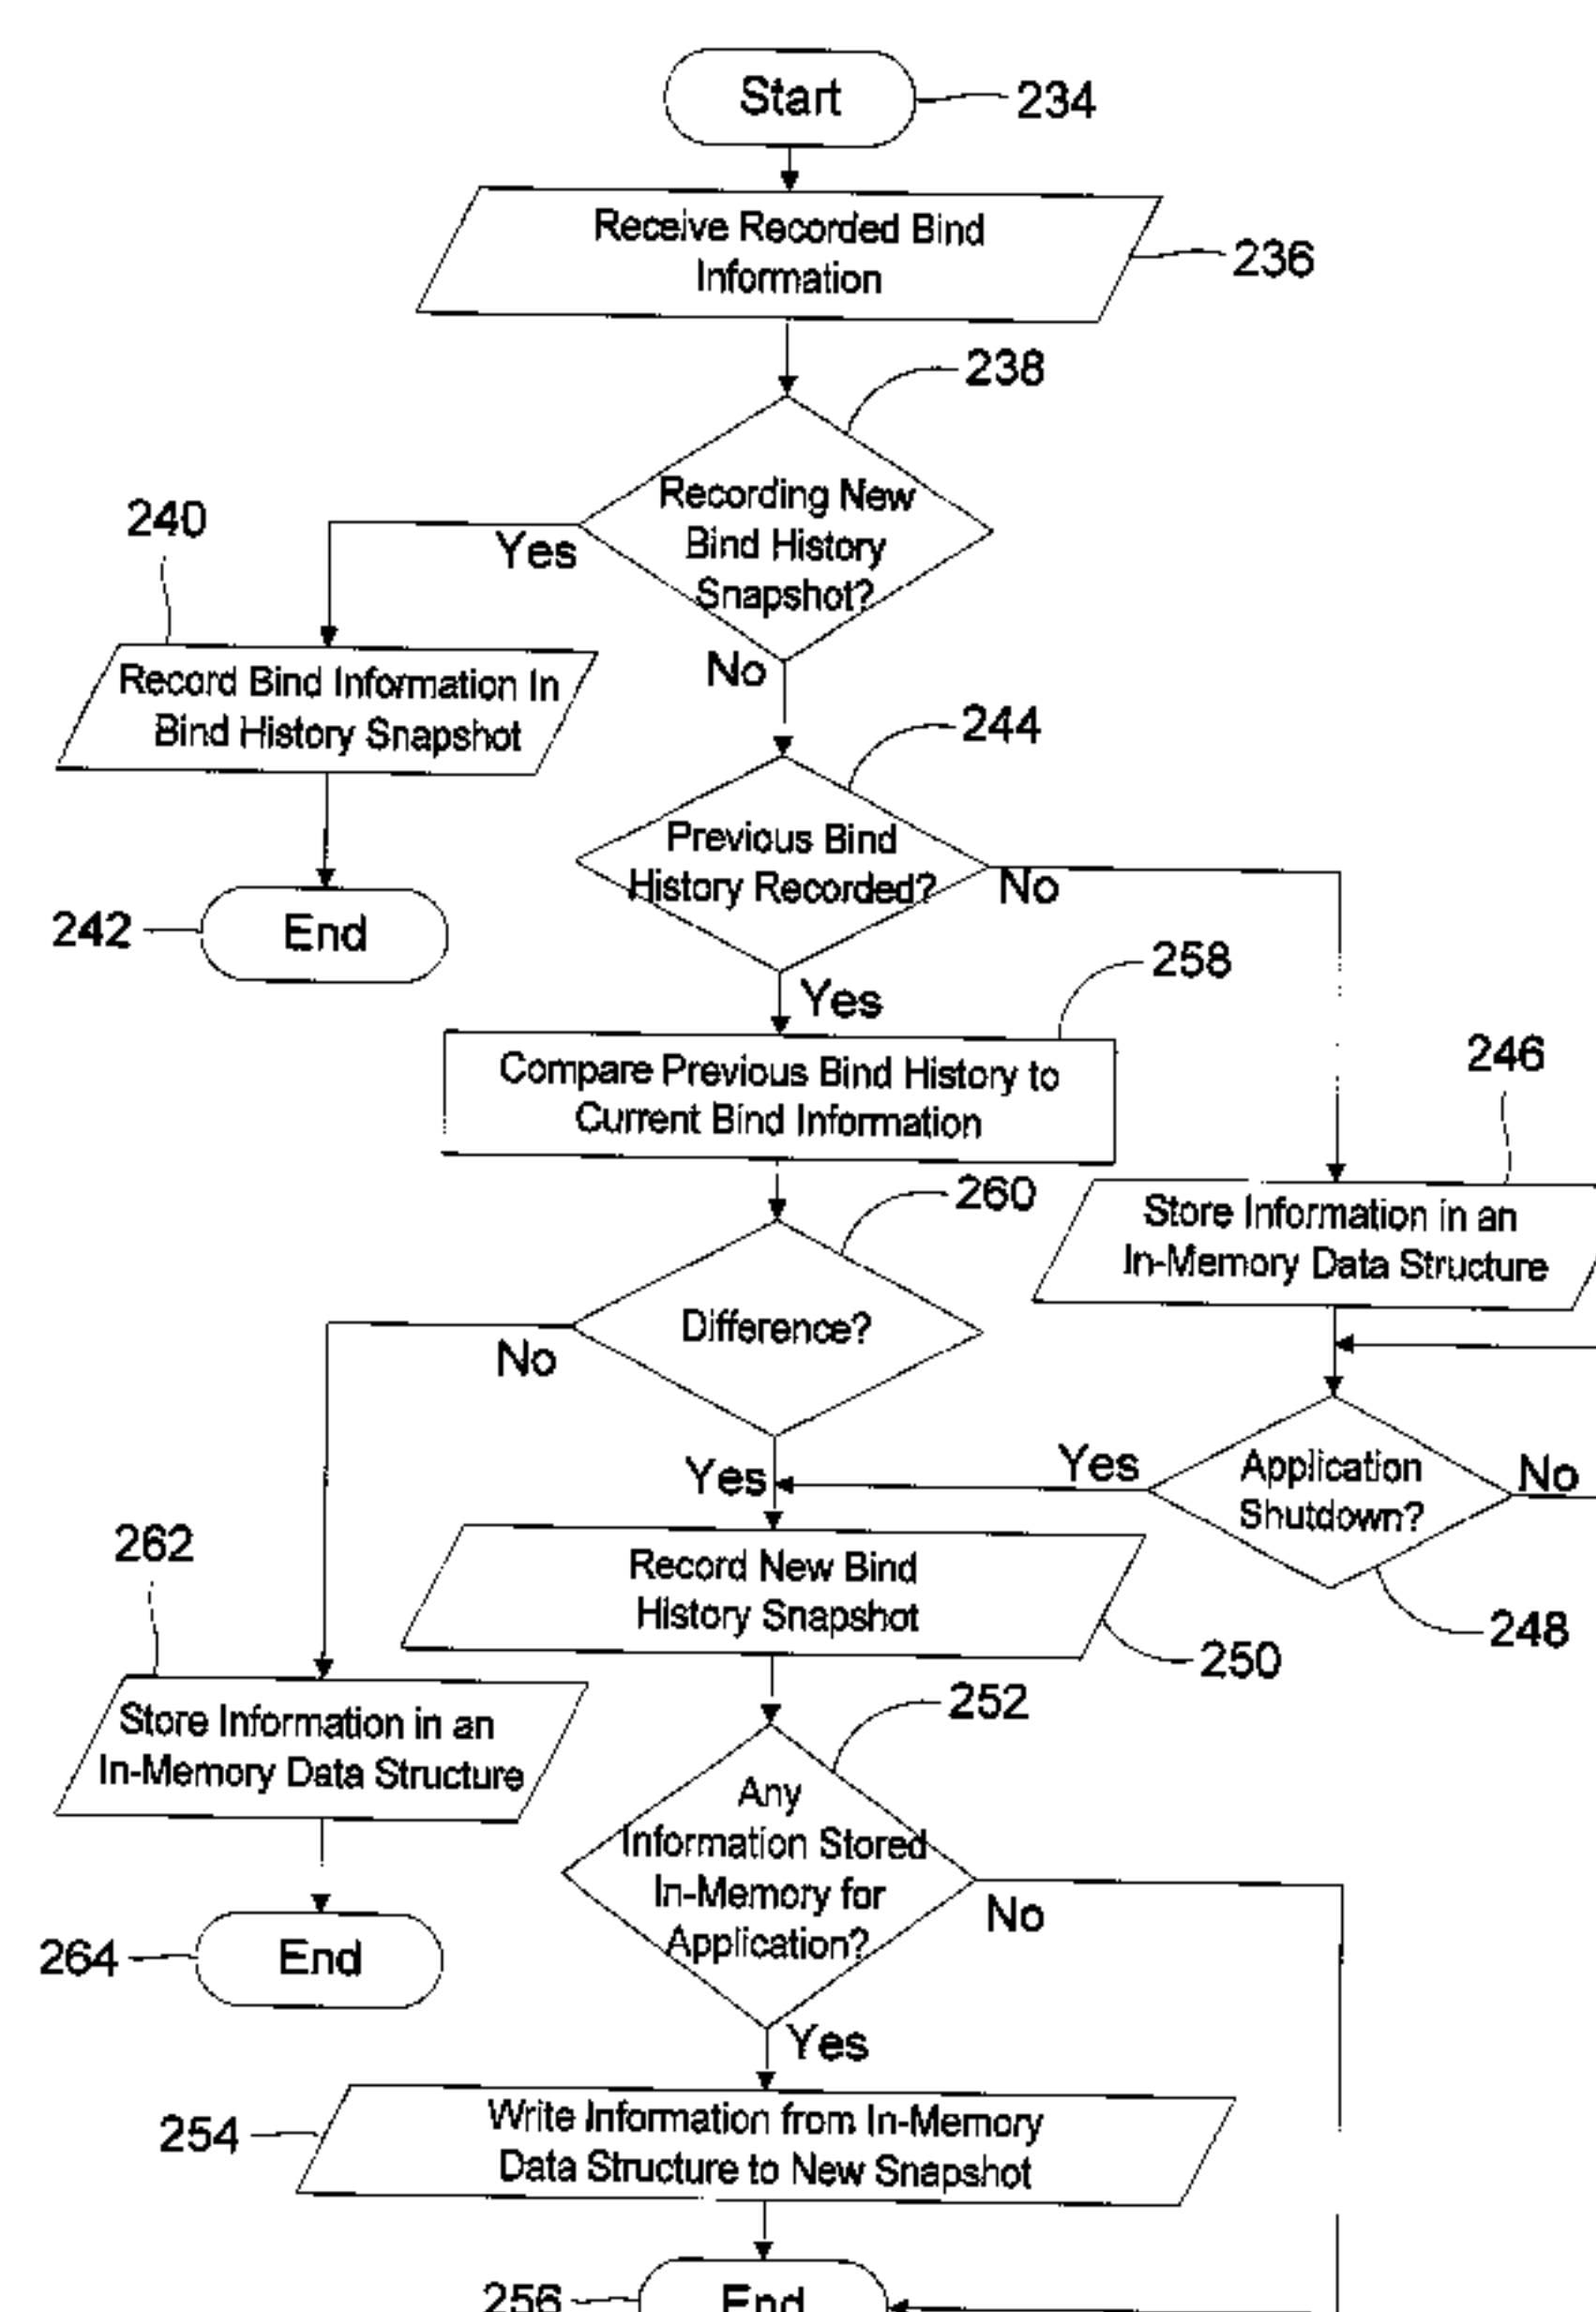 Start
234
Receive Recorded Bind
Information
236
238
Recording New
Bind History
Snapshot?
Yes
No
240
Record Bind Information In
Bind History Snapshot
242
End
244
Previous Bind
History Recorded?
No
Yes
258
Compare Previous Bind History to
Current Bind Information
246
Store Information in an
In-Memory Data Structure
260
Difference?
No
Yes
Yes
Application
Shutdown?
No
248
262
Record New Bind
History Snapshot
250
Store Information in an
In-Memory Data Structure
252
Any
Information Stored
In-Memory for
Application?
No
Yes
264
End
254
Write Information from In-Memory
Data Structure to New Snapshot
256
End